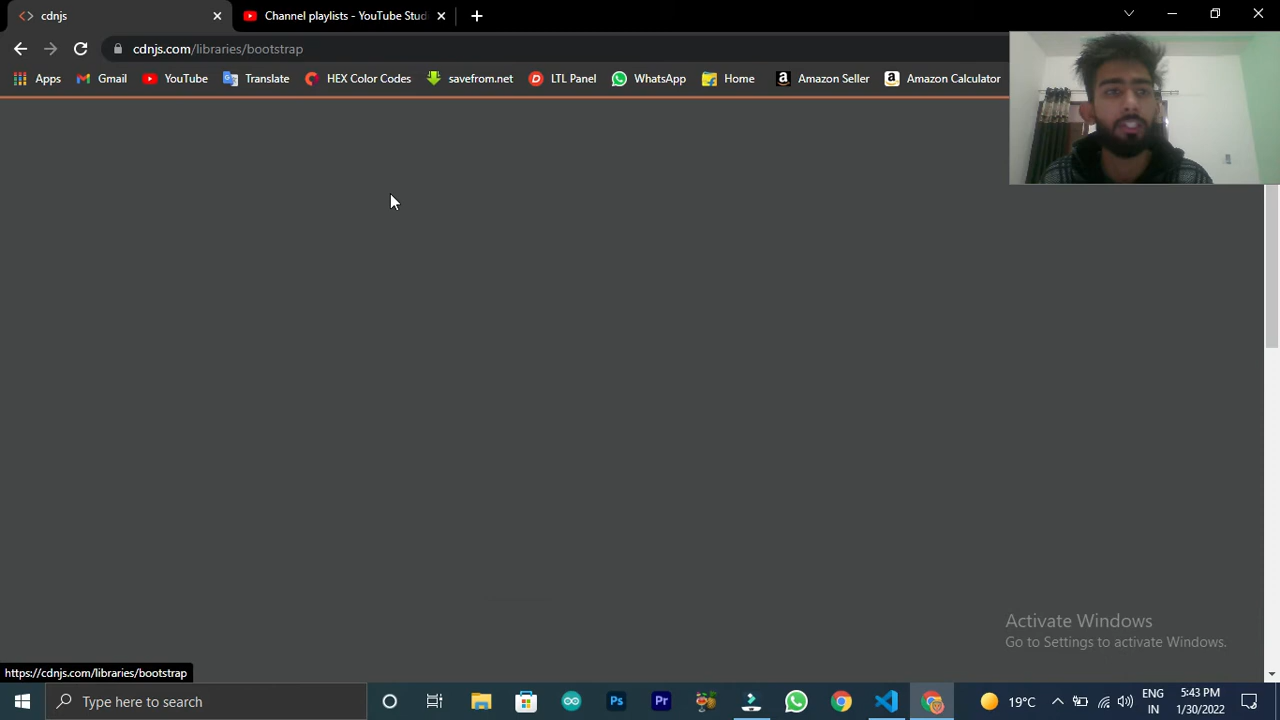 cdnjs
Channel playlists - YouTube Stud
cdnjs.com/libraries/bootstrap
Apps
Gmail
YouTube
Translate
HEX Color Codes
savefrom.net
LTL Panel
WhatsApp
Home
Amazon Seller
Amazon Calculator
Activate Windows
Go to Settings to activate Windows.
https://cdnjs.com/libraries/bootstrap
Type here to search
Ps
Pr
19°C
ENG
IN
5:43 PM
1/30/2022